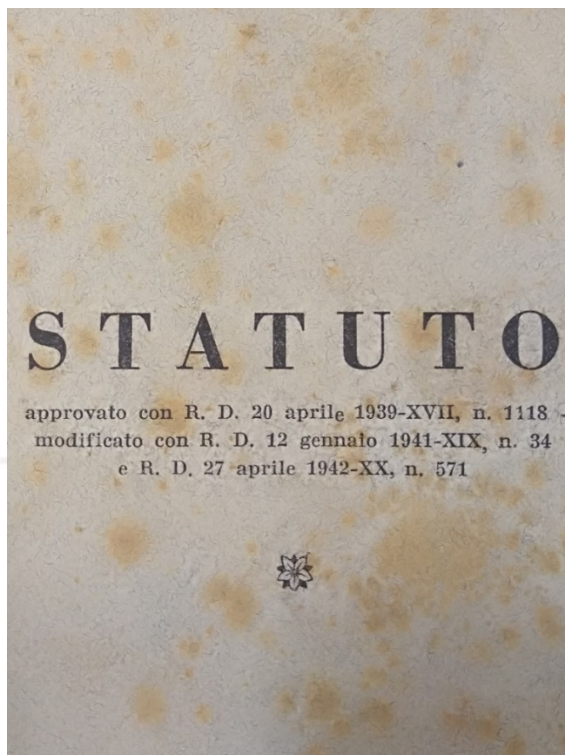 STATUTO
approvato con R. D. 20 aprile 1939-XVII, n. 1118 -
modificato con R. D. 12 gennaio 1941-XIX, n. 34
e R. D. 27 aprile 1942-XX, n. 571